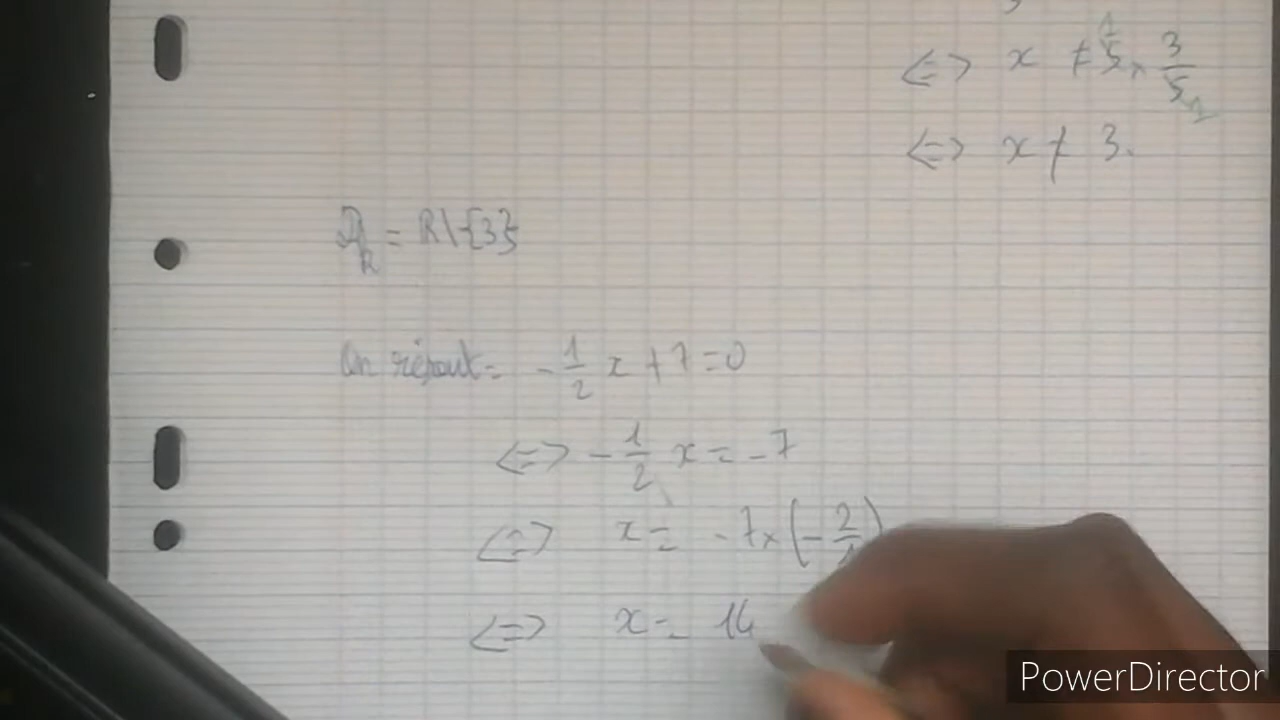 <=> x ≠ 5 × 3/5
<=> x ≠ 3.
D_R = R\{3}
On résout = -1/2 x + 7 = 0
<=> -1/2 x = -7
<=> x = -7 × (-2/1)
<=> x = 14
PowerDirector